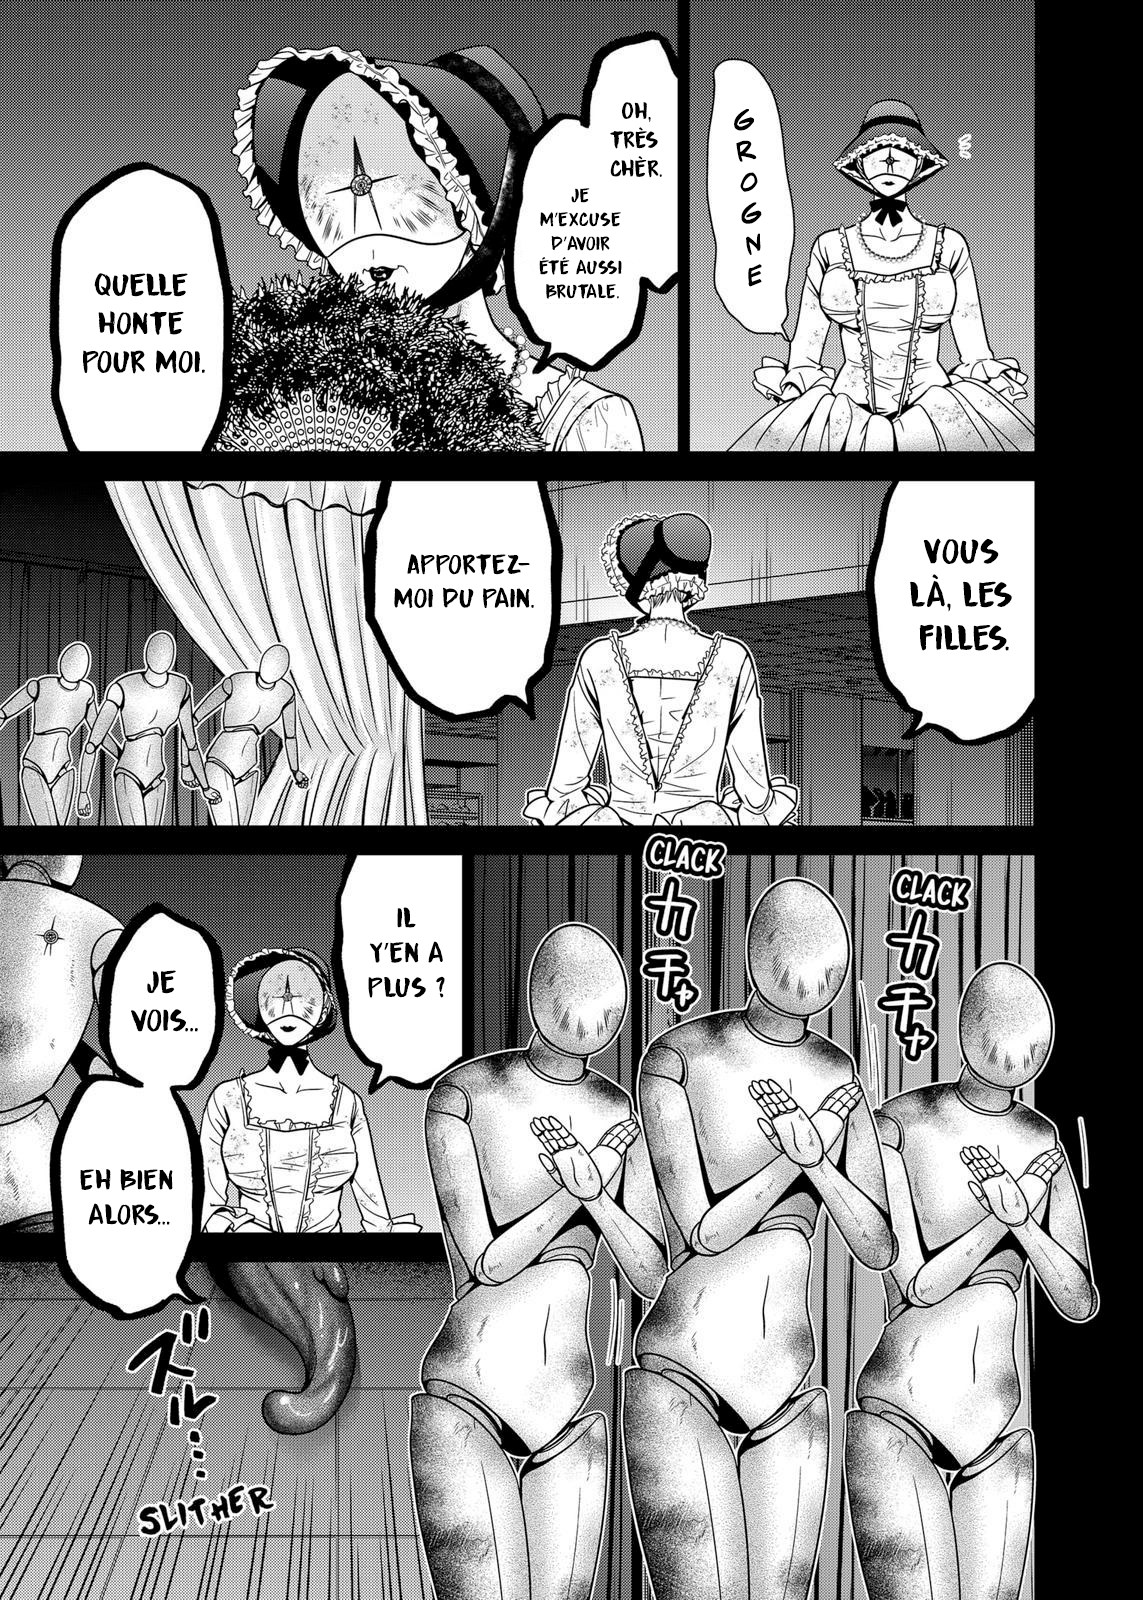 GROGNE
OH,
TRÈS
CHÈR.
JE
M'EXCUSE
D'AVOIR
ÉTÉ AUSSI
BRUTALE.
QUELLE
HONTE
POUR MOI.
VOUS
LÀ, LES
FILLES.
APPORTEZ-
MOI DU PAIN.
CLACK
カチャ
CLACK
カチャ
IL
Y'EN A
PLUS ?
JE
VOIS...
EH BIEN
ALORS...
ズル...
SLITHER